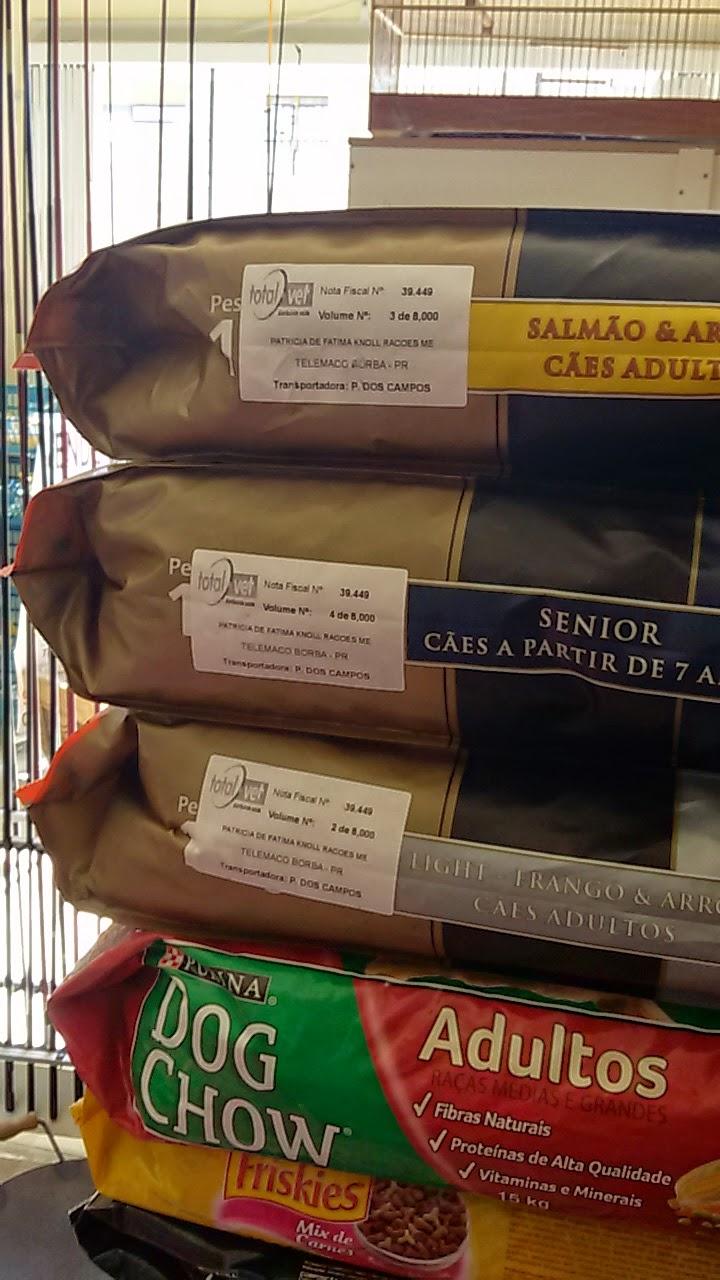 Pes
total vet
Nota Fiscal Nº: 39.449
Volume Nº: 3 de 8,000
PATRICIA DE FATIMA KNOLL RACOES ME
TELEMACO BORBA - PR
Transportadora: P. DOS CAMPOS
SALMÃO & AR
CÃES ADULT
Pe
total vet
Nota Fiscal Nº 39.449
Volume Nº: 4 de 8,000
PATRICIA DE FATIMA KNOLL RACOES ME
TELEMACO BORBA - PR
Transportadora: P. DOS CAMPOS
SENIOR
CÃES A PARTIR DE 7 A
Pe
total vet
Nota Fiscal Nº 39.449
Volume Nº: 2 de 8,000
PATRICIA DE FATIMA KNOLL RACOES ME
TELEMACO BORBA - PR
Transportadora: P. DOS CAMPOS
LIGHT - FRANGO & ARRO
CÃES ADULTOS
PURINA
DOG
CHOW
Adultos
RAÇAS MÉDIAS E GRANDES
✓ Fibras Naturais
✓ Proteínas de Alta Qualidade
✓ Vitaminas e Minerais
15 kg
Friskies
Mix de
Carnes